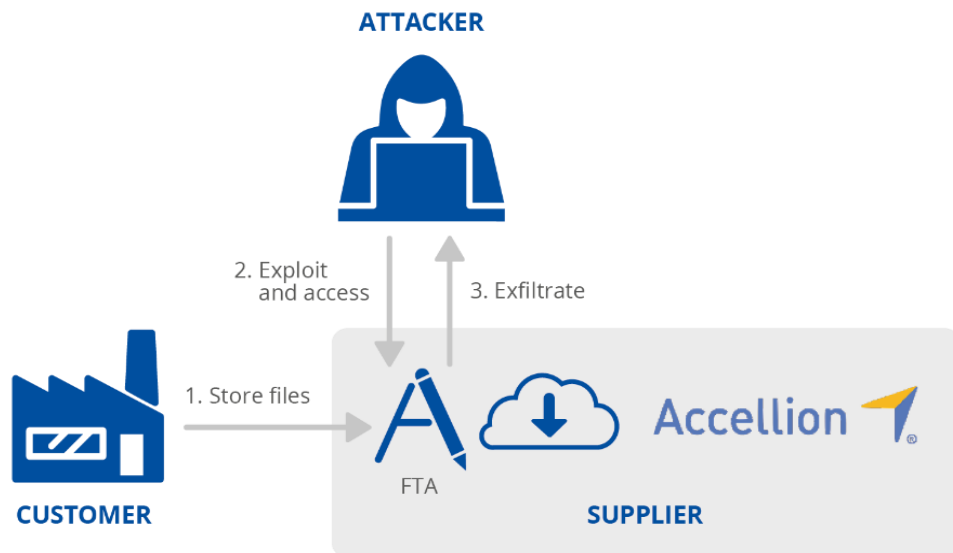 ATTACKER
2. Exploit
and access
3. Exfiltrate
1. Store files
FTA
Accellion
®
CUSTOMER
SUPPLIER